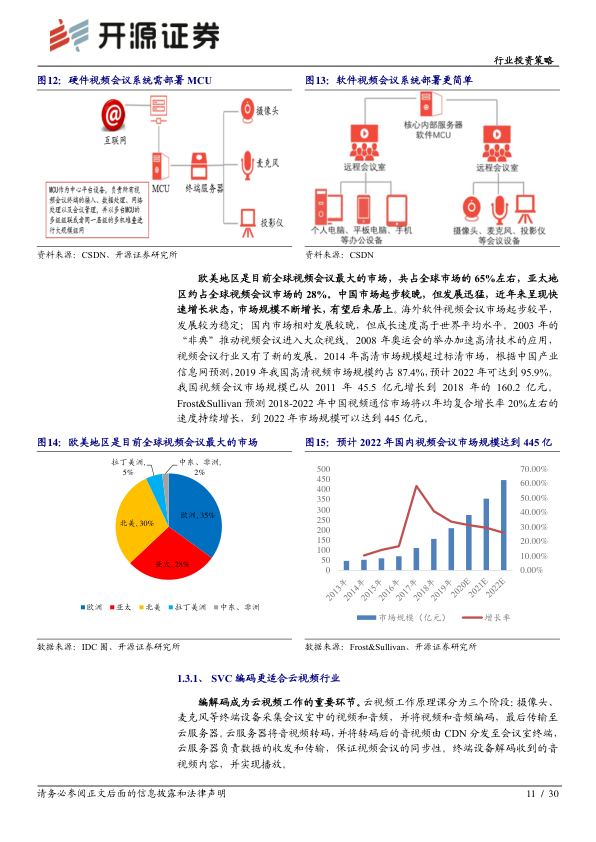 开源证券
行业投资策略
图12：硬件视频会议系统需部署 MCU
图13：软件视频会议系统部署更简单
互联网
MCU
终端服务器
摄像头
麦克风
投影仪
MCU作为中心平台设备，负责所有视
频会议终端的接入、数据处理、网络
处理以及会议管理，并以多台MCU的
多组级联或者同一基组的多机堆叠进
行大规模组网
核心内部服务器
软件MCU
远程会议室
远程会议室
个人电脑、平板电脑、手机
等办公设备
摄像头、麦克风、投影仪
等会议设备
资料来源：CSDN、开源证券研究所
资料来源：CSDN
欧美地区是目前全球视频会议最大的市场，共占全球市场的 65%左右，亚太地
区约占全球视频会议市场的 28%。中国市场起步较晚，但发展迅猛，近年来呈现快
速增长状态，市场规模不断增长，有望后来居上。海外软件视频会议市场起步较早，
发展较为稳定；国内市场相对发展较晚，但成长速度高于世界平均水平。2003 年的
“非典”推动视频会议进入大众视线。2008 年奥运会的举办加速高清技术的应用，
视频会议行业又有了新的发展，2014 年高清市场规模超过标清市场，根据中国产业
信息网预测，2019 年我国高清视频市场规模约占 87.4%，预计 2022 年可达到 95.9%。
我国视频会议市场规模已从 2011 年 45.5 亿元增长到 2018 年的 160.2 亿元。
Frost&Sullivan 预测 2018-2022 年中国视频通信市场将以年均复合增长率 20%左右的
速度持续增长，到 2022 年市场规模可以达到 445 亿元。
图14：欧美地区是目前全球视频会议最大的市场
图15：预计 2022 年国内视频会议市场规模达到 445 亿
拉丁美洲,
5%
中东、非洲,
2%
欧洲, 35%
北美, 30%
亚太, 28%
欧洲 亚太 北美 拉丁美洲 中东、非洲
500
450
400
350
300
250
200
150
100
50
0
70.00%
60.00%
50.00%
40.00%
30.00%
20.00%
10.00%
0.00%
2013年 2014年 2015年 2016年 2017年 2018年 2019年 2020E 2021E 2022E
市场规模（亿元） 增长率
数据来源：IDC 圈、开源证券研究所
数据来源：Frost&Sullivan、开源证券研究所
1.3.1、 SVC 编码更适合云视频行业
编解码成为云视频工作的重要环节。云视频工作原理课分为三个阶段：摄像头、
麦克风等终端设备采集会议室中的视频和音频，并将视频和音频编码，最后传输至
云服务器。云服务器将音视频转码，并将转码后的音视频由 CDN 分发至会议室终端，
云服务器负责数据的收发和传输，保证视频会议的同步性。终端设备解码收到的音
视频内容，并实现播放。
请务必参阅正文后面的信息披露和法律声明
11 / 30